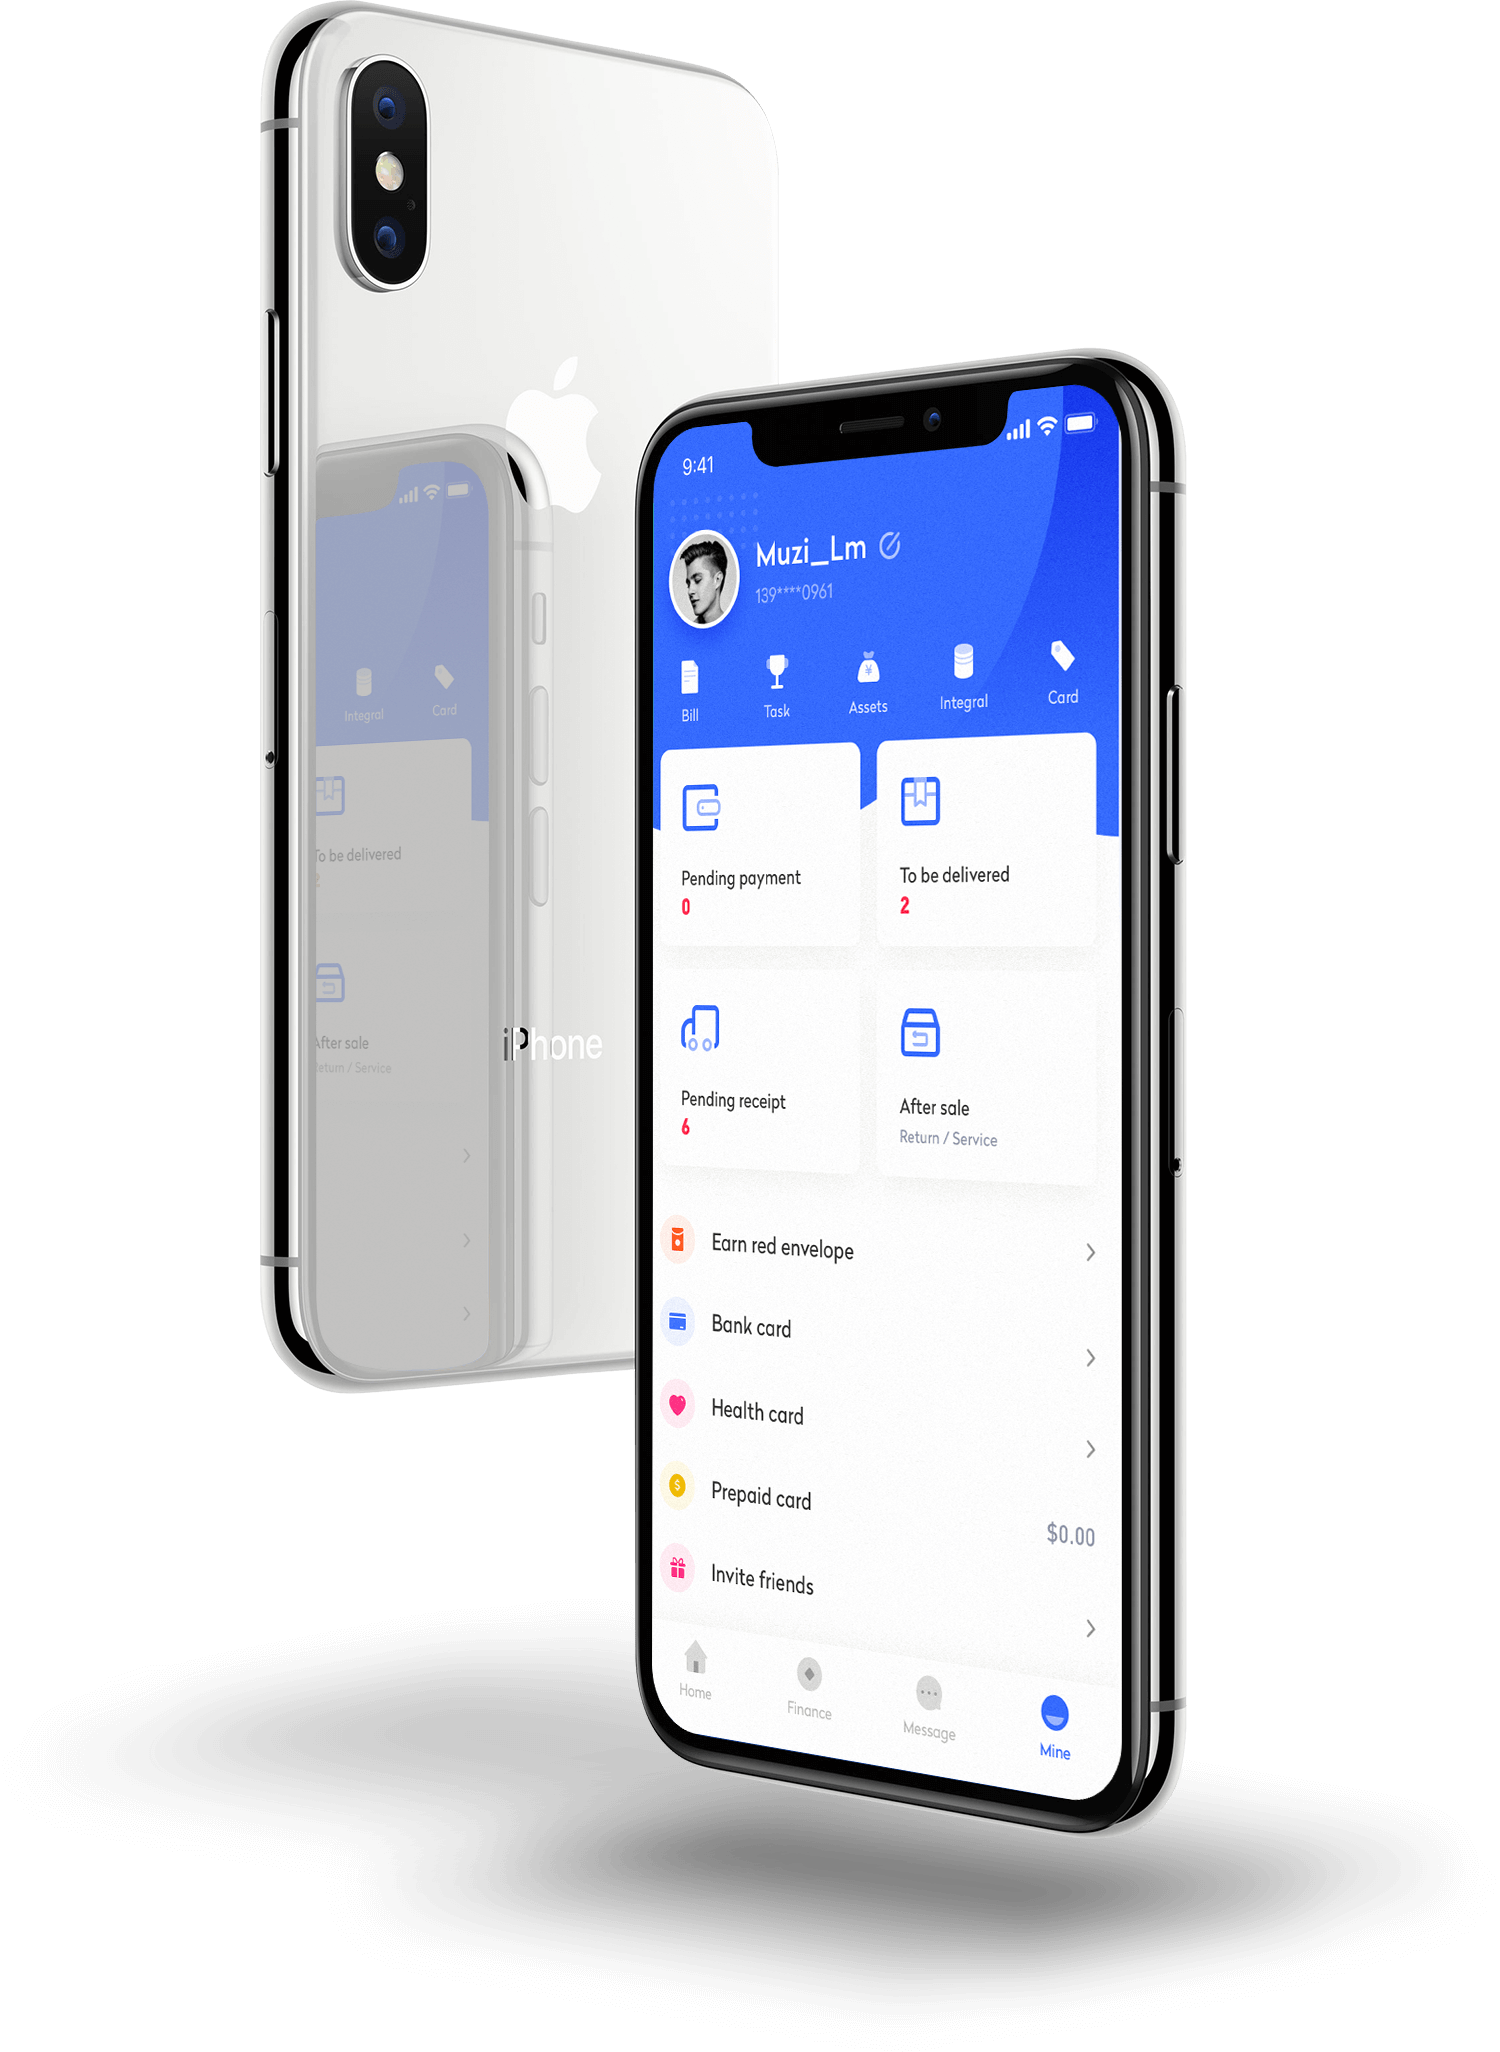 9:41
Muzi_Lm
139****0961
Bill
Task
Assets
Integral
Card
Pending payment
0
To be delivered
2
Pending receipt
6
After sale
Return / Service
Earn red envelope
Bank card
Health card
Prepaid card
$0.00
Invite friends
Home
Finance
Message
Mine
Integral
Card
To be delivered
2
After sale
Return / Service
iPhone